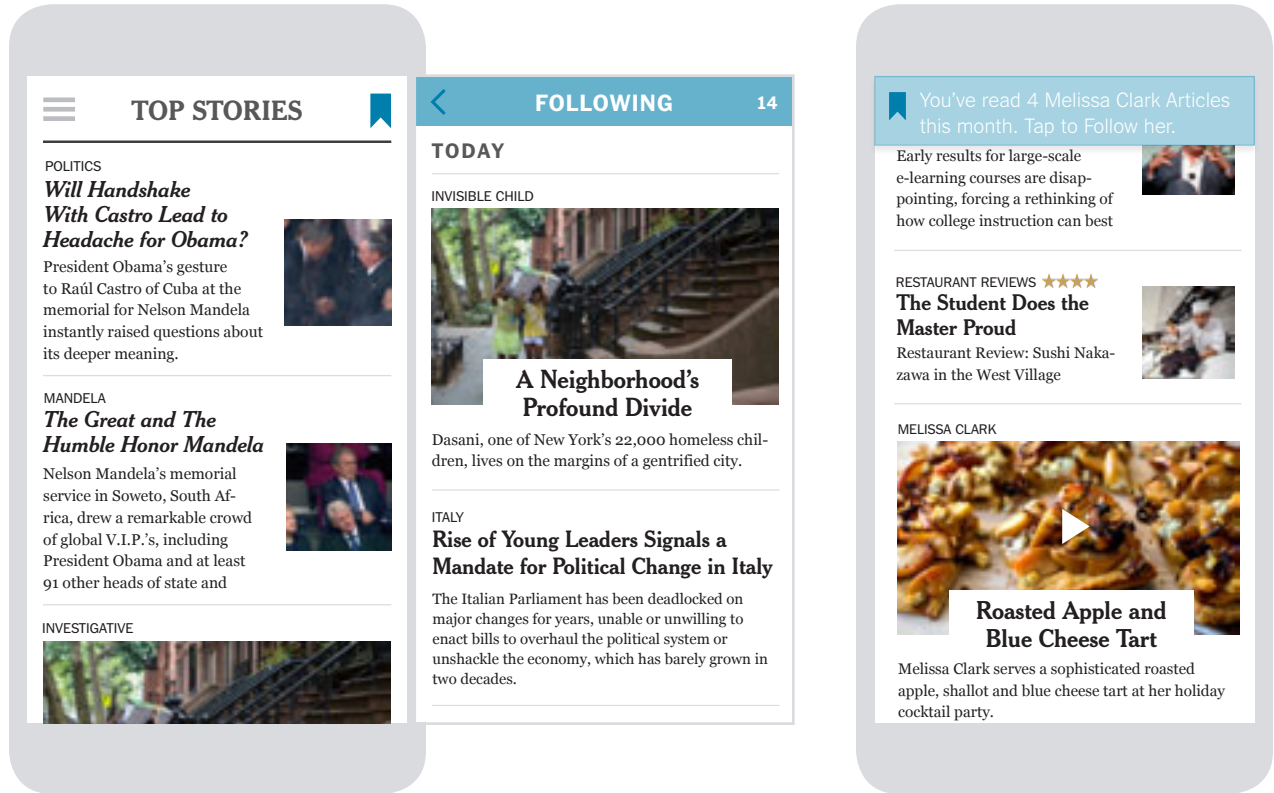 TOP STORIES
POLITICS
Will Handshake
With Castro Lead to
Headache for Obama?
President Obama’s gesture
to Raúl Castro of Cuba at the
memorial for Nelson Mandela
instantly raised questions about
its deeper meaning.
MANDELA
The Great and The
Humble Honor Mandela
Nelson Mandela’s memorial
service in Soweto, South Af-
rica, drew a remarkable crowd
of global V.I.P.’s, including
President Obama and at least
91 other heads of state and
INVESTIGATIVE
FOLLOWING 14
TODAY
INVISIBLE CHILD
A Neighborhood’s
Profound Divide
Dasani, one of New York’s 22,000 homeless chil-
dren, lives on the margins of a gentrified city.
ITALY
Rise of Young Leaders Signals a
Mandate for Political Change in Italy
The Italian Parliament has been deadlocked on
major changes for years, unable or unwilling to
enact bills to overhaul the political system or
unshackle the economy, which has barely grown in
two decades.
You’ve read 4 Melissa Clark Articles
this month. Tap to Follow her.
Early results for large-scale
e-learning courses are disap-
pointing, forcing a rethinking of
how college instruction can best
RESTAURANT REVIEWS
The Student Does the
Master Proud
Restaurant Review: Sushi Naka-
zawa in the West Village
MELISSA CLARK
Roasted Apple and
Blue Cheese Tart
Melissa Clark serves a sophisticated roasted
apple, shallot and blue cheese tart at her holiday
cocktail party.